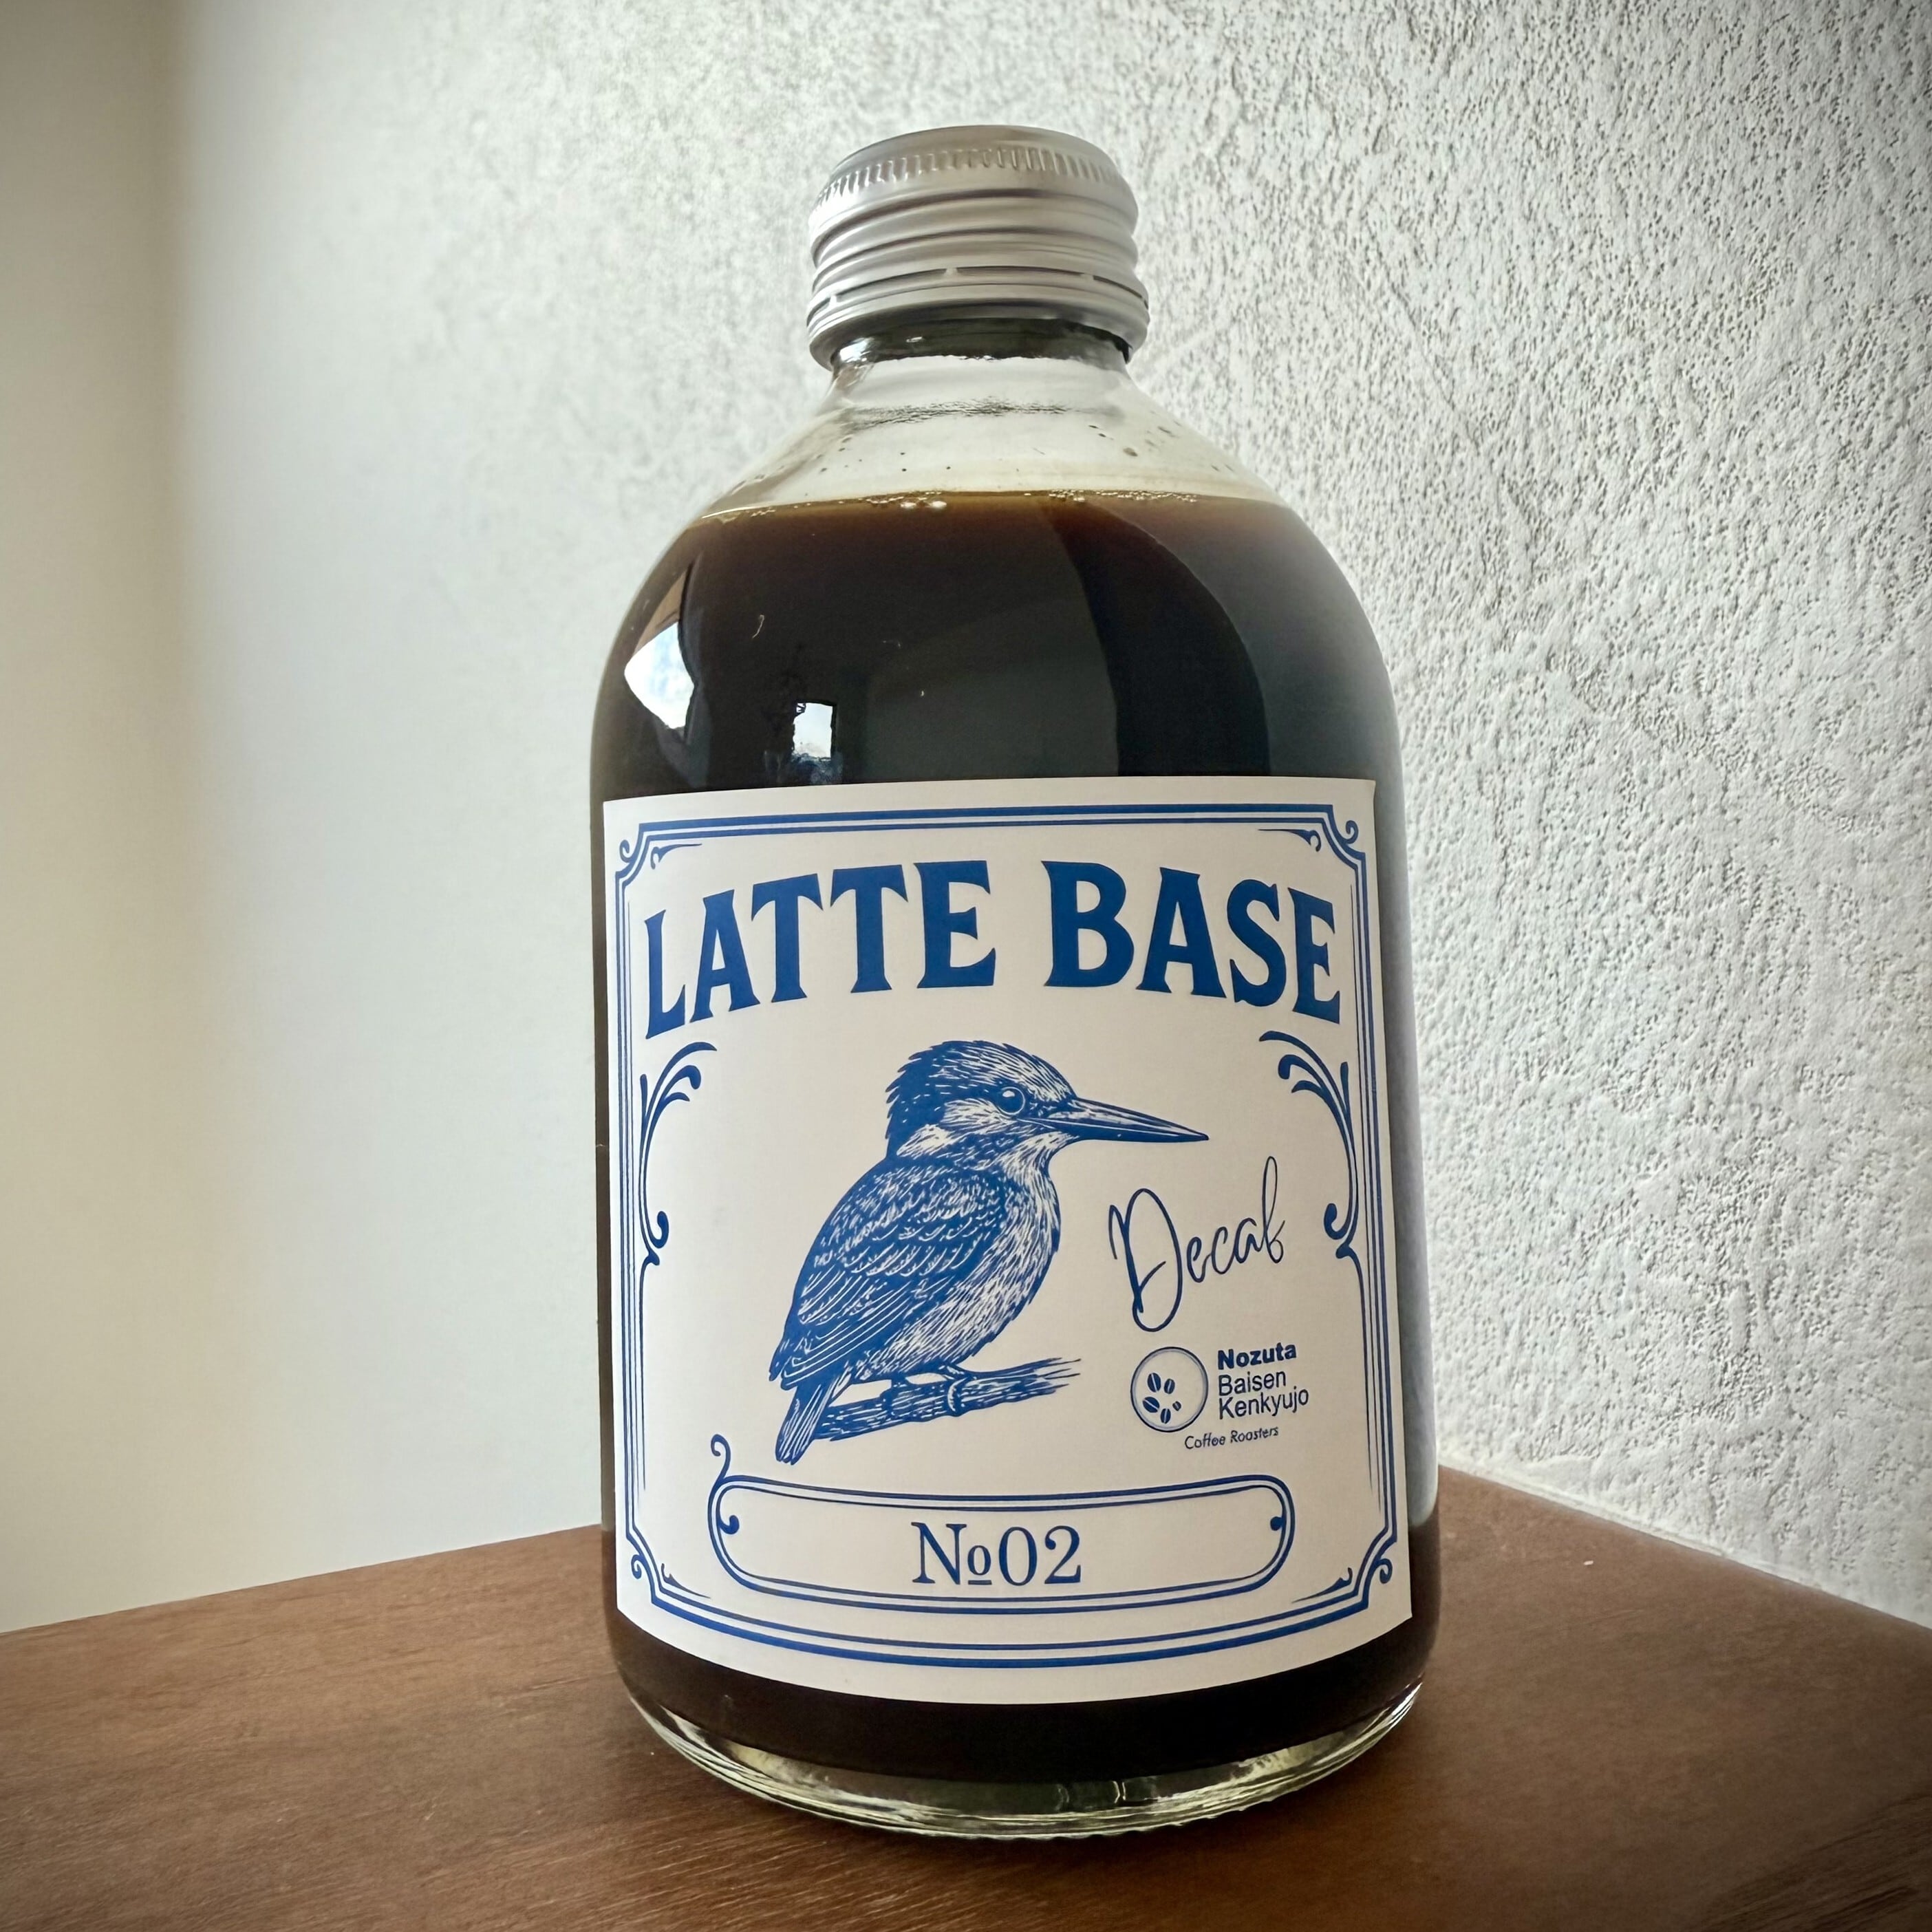 LATTE BASE
Decaf
Nozuta
Baisen
Kenkyujo
Coffee Roasters
№02